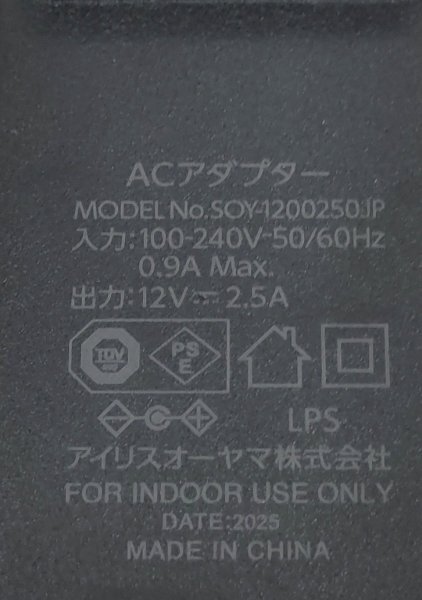 ACアダプター
MODEL No.SOY-1200250JP
入力:100-240V~50/60Hz
0.9A Max.
出力:12V⎓2.5A
TÜV PS
E
LPS
アイリスオーヤマ株式会社
FOR INDOOR USE ONLY
DATE:2025
MADE IN CHINA